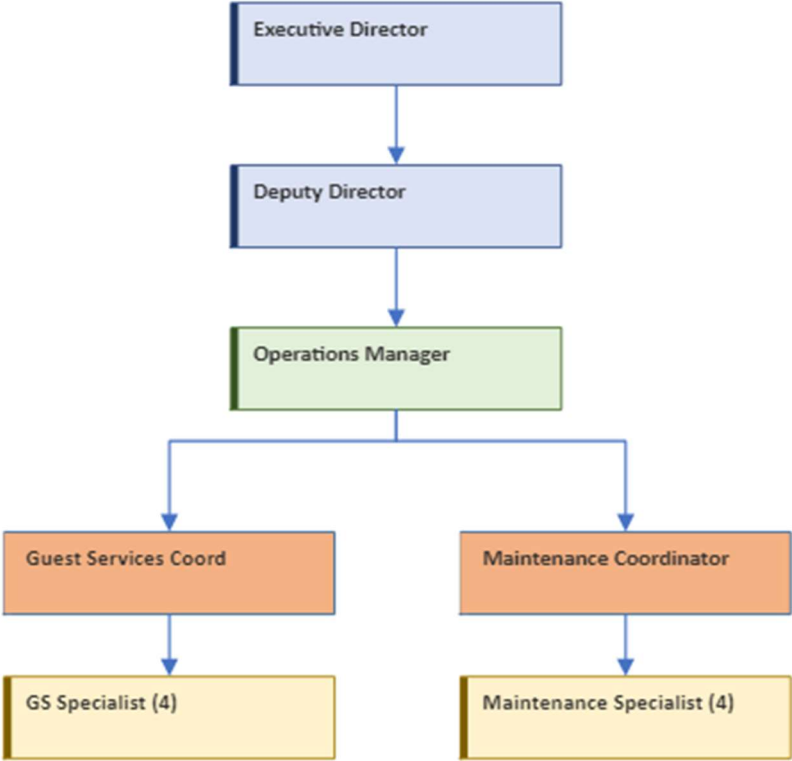 Executive Director
Deputy Director
Operations Manager
Guest Services Coord
Maintenance Coordinator
GS Specialist (4)
Maintenance Specialist (4)